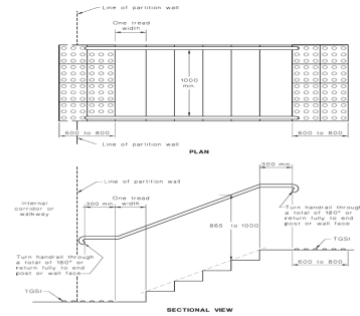 Line of partition wall
One tread
width
1000
min.
600 to 800
600 to 800
Line of partition wall
PLAN
300 min.
Line of partition wall
Internal
corridor or
walkway
300 min.
One tread
width
865 to 1000
Turn handrail through
a total of 180° or
return fully to end
post or wall face
TGSI
600 to 800
Turn handrail through
a total of 180° or
return fully to end
post or wall face
TGSI
SECTIONAL VIEW